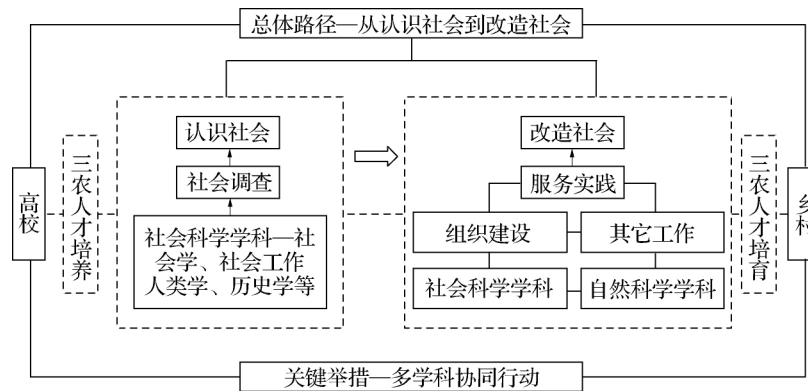 总体路径—从认识社会到改造社会
认识社会
社会调查
社会科学学科—社
会学、社会工作
人类学、历史学等
改造社会
服务实践
组织建设
其它工作
社会科学学科
自然科学学科
高校
三农人才培养
三农人才培育
乡村
关键举措—多学科协同行动